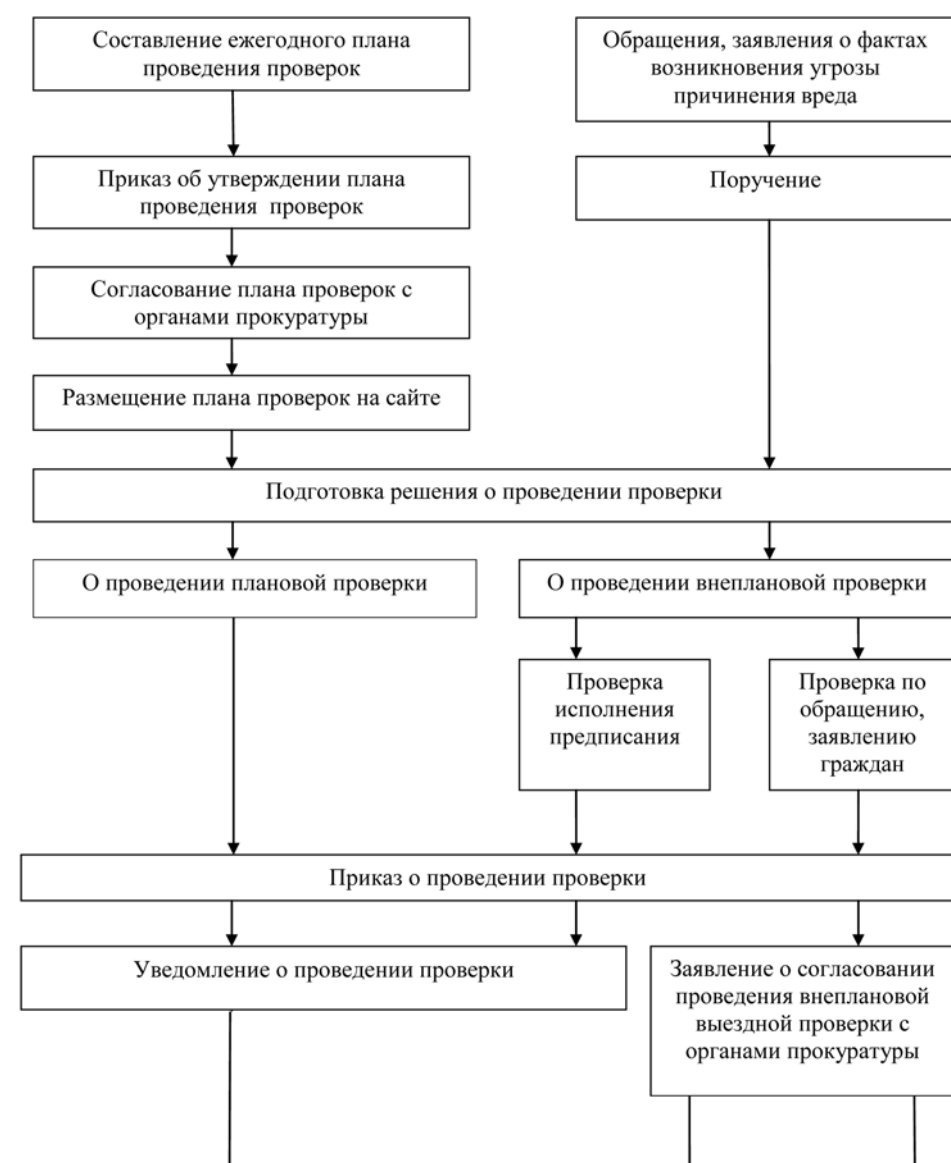 Составление ежегодного плана
проведения проверок
Обращения, заявления о фактах
возникновения угрозы
причинения вреда
Приказ об утверждении плана
проведения проверок
Поручение
Согласование плана проверок с
органами прокуратуры
Размещение плана проверок на сайте
Подготовка решения о проведении проверки
О проведении плановой проверки
О проведении внеплановой проверки
Проверка
исполнения
предписания
Проверка по
обращению,
заявлению
граждан
Приказ о проведении проверки
Уведомление о проведении проверки
Заявление о согласовании
проведения внеплановой
выездной проверки с
органами прокуратуры